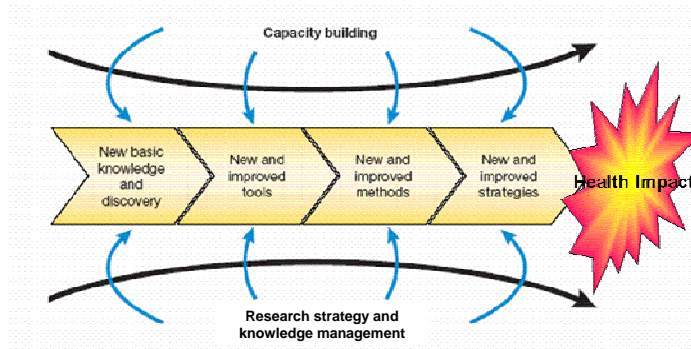 Capacity building
New basic
knowledge
and
discovery
New and
improved
tools
New and
improved
methods
New and
improved
strategies
Health Impact
Research strategy and
knowledge management